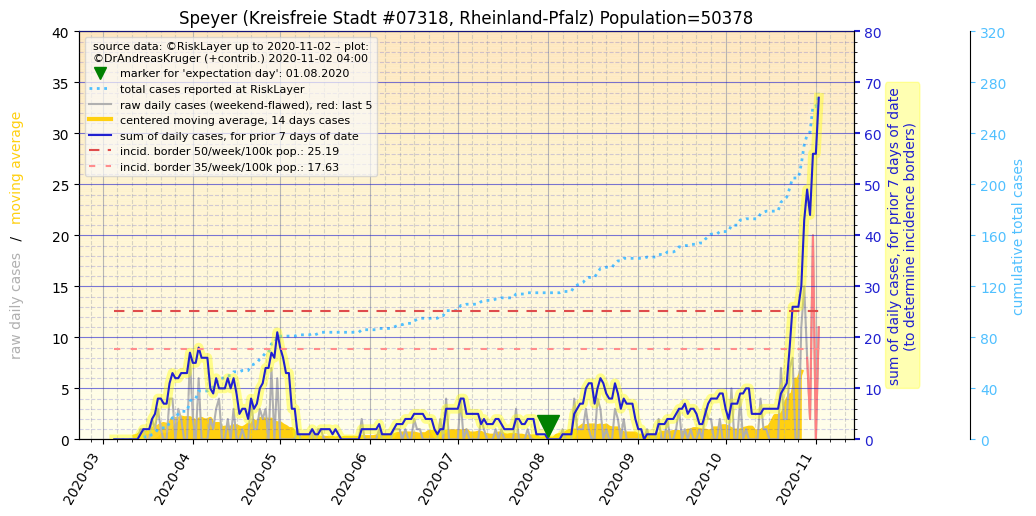 Speyer (Kreisfreie Stadt #07318, Rheinland-Pfalz) Population=50378
source data: ©RiskLayer up to 2020-11-02 – plot:
©DrAndreasKruger (+contrib.) 2020-11-02 04:00
marker for 'expectation day': 01.08.2020
total cases reported at RiskLayer
raw daily cases (weekend-flawed), red: last 5
centered moving average, 14 days cases
sum of daily cases, for prior 7 days of date
incid. border 50/week/100k pop.: 25.19
incid. border 35/week/100k pop.: 17.63
raw daily cases / moving average
40
35
30
25
20
15
10
5
0
2020-03
2020-04
2020-05
2020-06
2020-07
2020-08
2020-09
2020-10
2020-11
80
70
60
50
40
30
20
10
0
sum of daily cases, for prior 7 days of date
(to determine incidence borders)
320
280
240
200
160
120
80
40
0
cumulative total cases